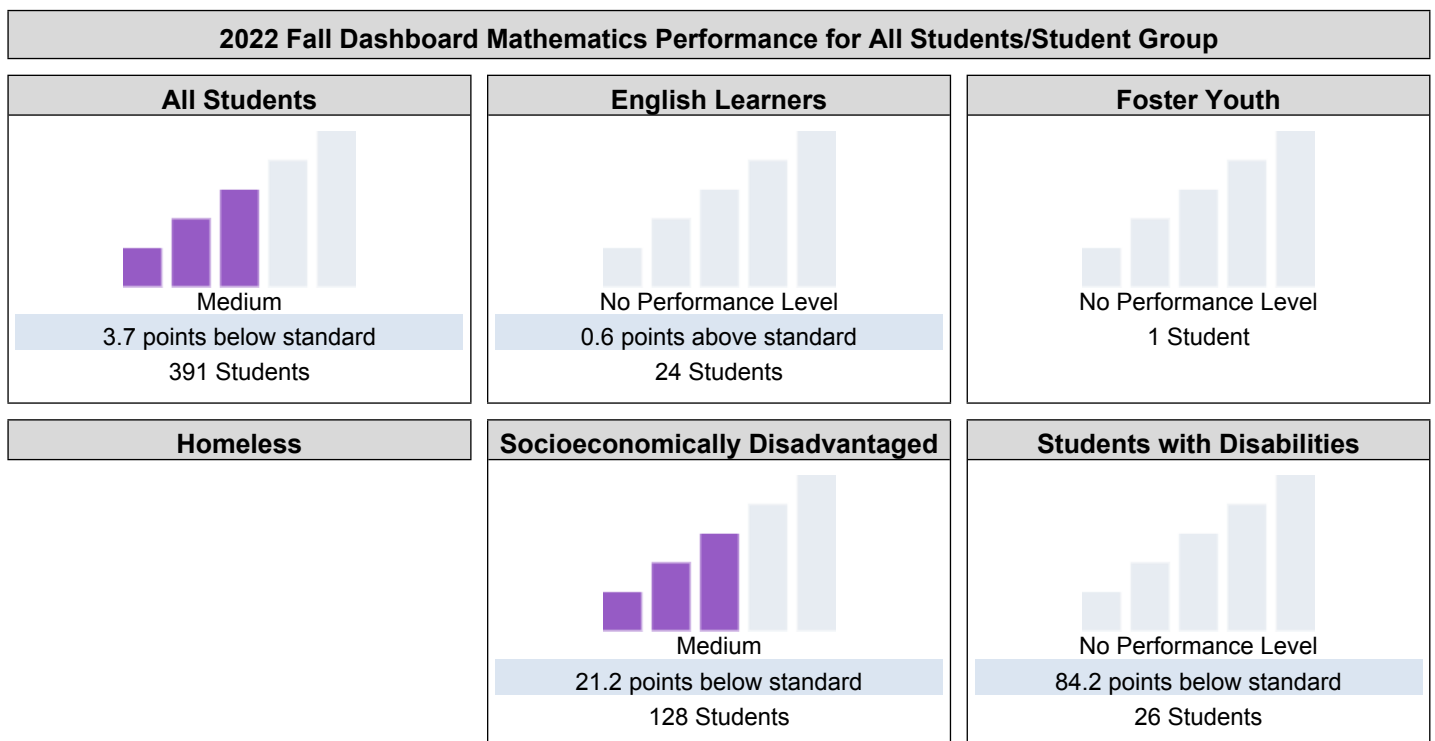 2022 Fall Dashboard Mathematics Performance for All Students/Student Group
All Students
Medium
3.7 points below standard
391 Students
English Learners
No Performance Level
0.6 points above standard
24 Students
Foster Youth
No Performance Level
1 Student
Homeless
Socioeconomically Disadvantaged
Medium
21.2 points below standard
128 Students
Students with Disabilities
No Performance Level
84.2 points below standard
26 Students